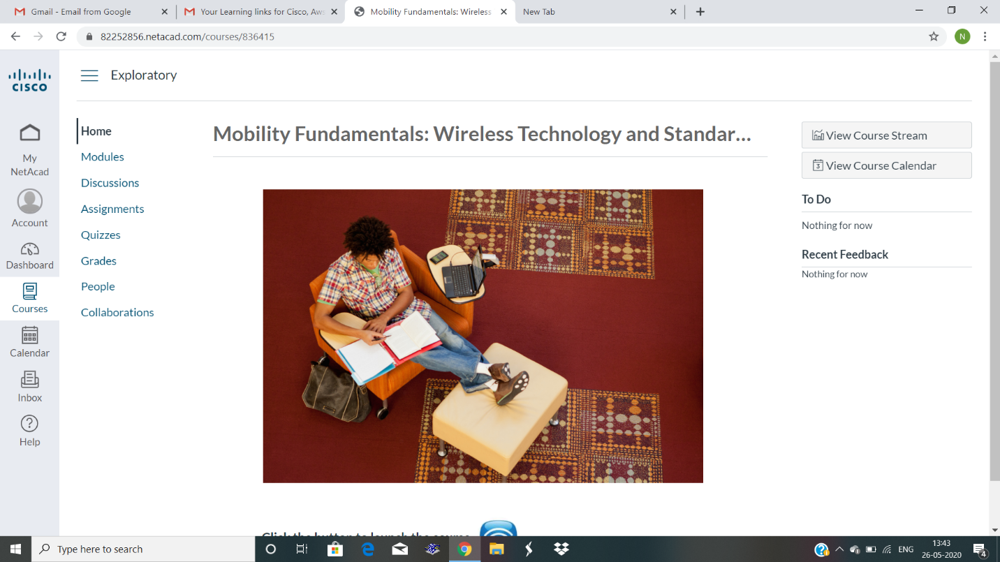 Gmail - Email from Google
Your Learning links for Cisco, Aws
Mobility Fundamentals: Wireless
New Tab
82252856.netacad.com/courses/836415
N
CISCO
Exploratory
My
NetAcad
Account
Dashboard
Courses
Calendar
Inbox
Help
Home
Modules
Discussions
Assignments
Quizzes
Grades
People
Collaborations
Mobility Fundamentals: Wireless Technology and Standar...
View Course Stream
3 View Course Calendar
To Do
Nothing for now
Recent Feedback
Nothing for now
Click the button to launch the course
Type here to search
ENG
13:43
26-05-2020
4